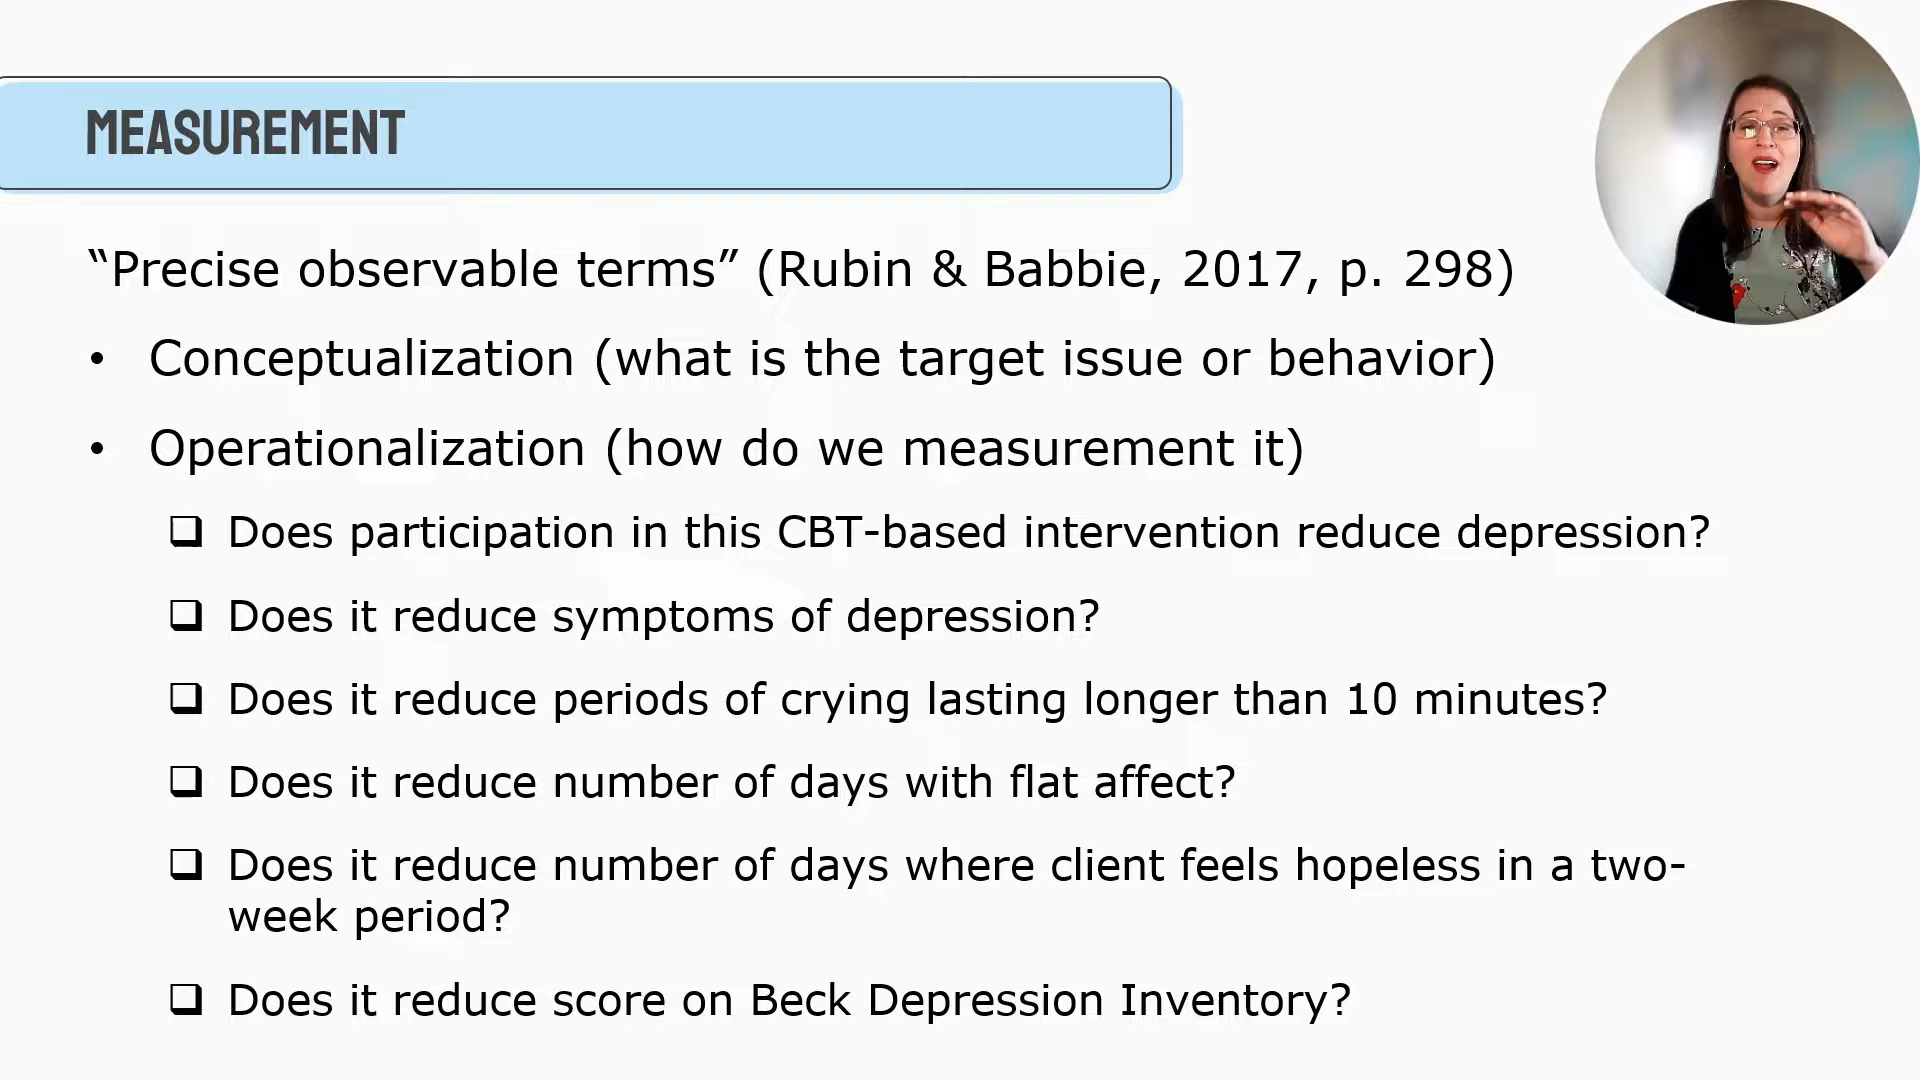 MEASUREMENT
“Precise observable terms” (Rubin & Babbie, 2017, p. 298)
• Conceptualization (what is the target issue or behavior)
• Operationalization (how do we measurement it)
❑ Does participation in this CBT-based intervention reduce depression?
❑ Does it reduce symptoms of depression?
❑ Does it reduce periods of crying lasting longer than 10 minutes?
❑ Does it reduce number of days with flat affect?
❑ Does it reduce number of days where client feels hopeless in a two-
week period?
❑ Does it reduce score on Beck Depression Inventory?